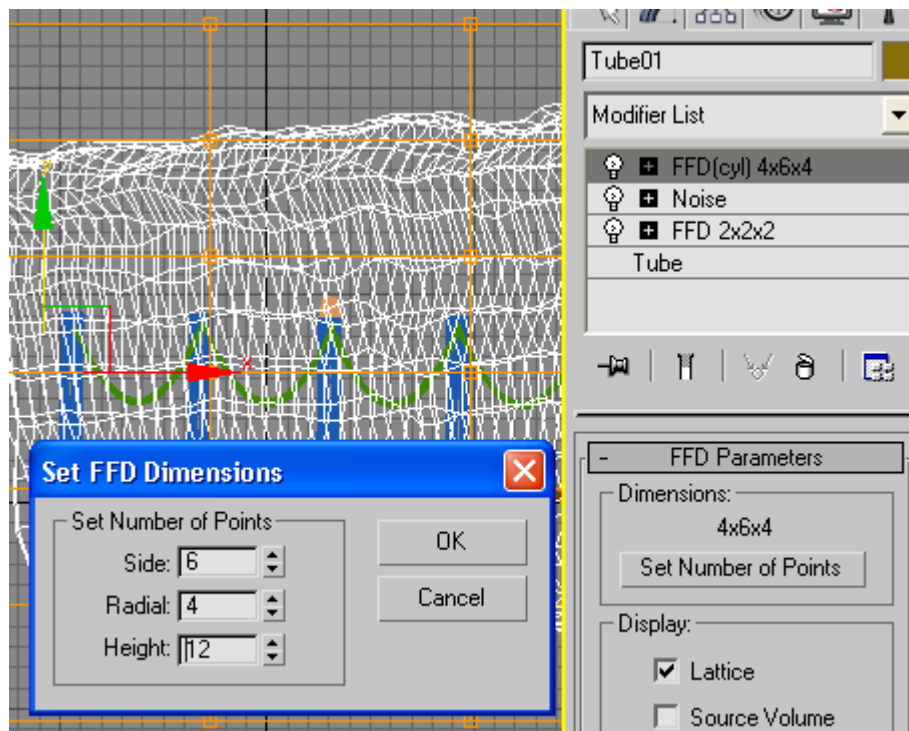 Tube01
Modifier List
FFD(cyl) 4x6x4
Noise
FFD 2x2x2
Tube
y
x
Set FFD Dimensions
Set Number of Points
Side: 6
Radial: 4
Height: 12
OK
Cancel
- FFD Parameters
Dimensions:
4x6x4
Set Number of Points
Display:
Lattice
Source Volume